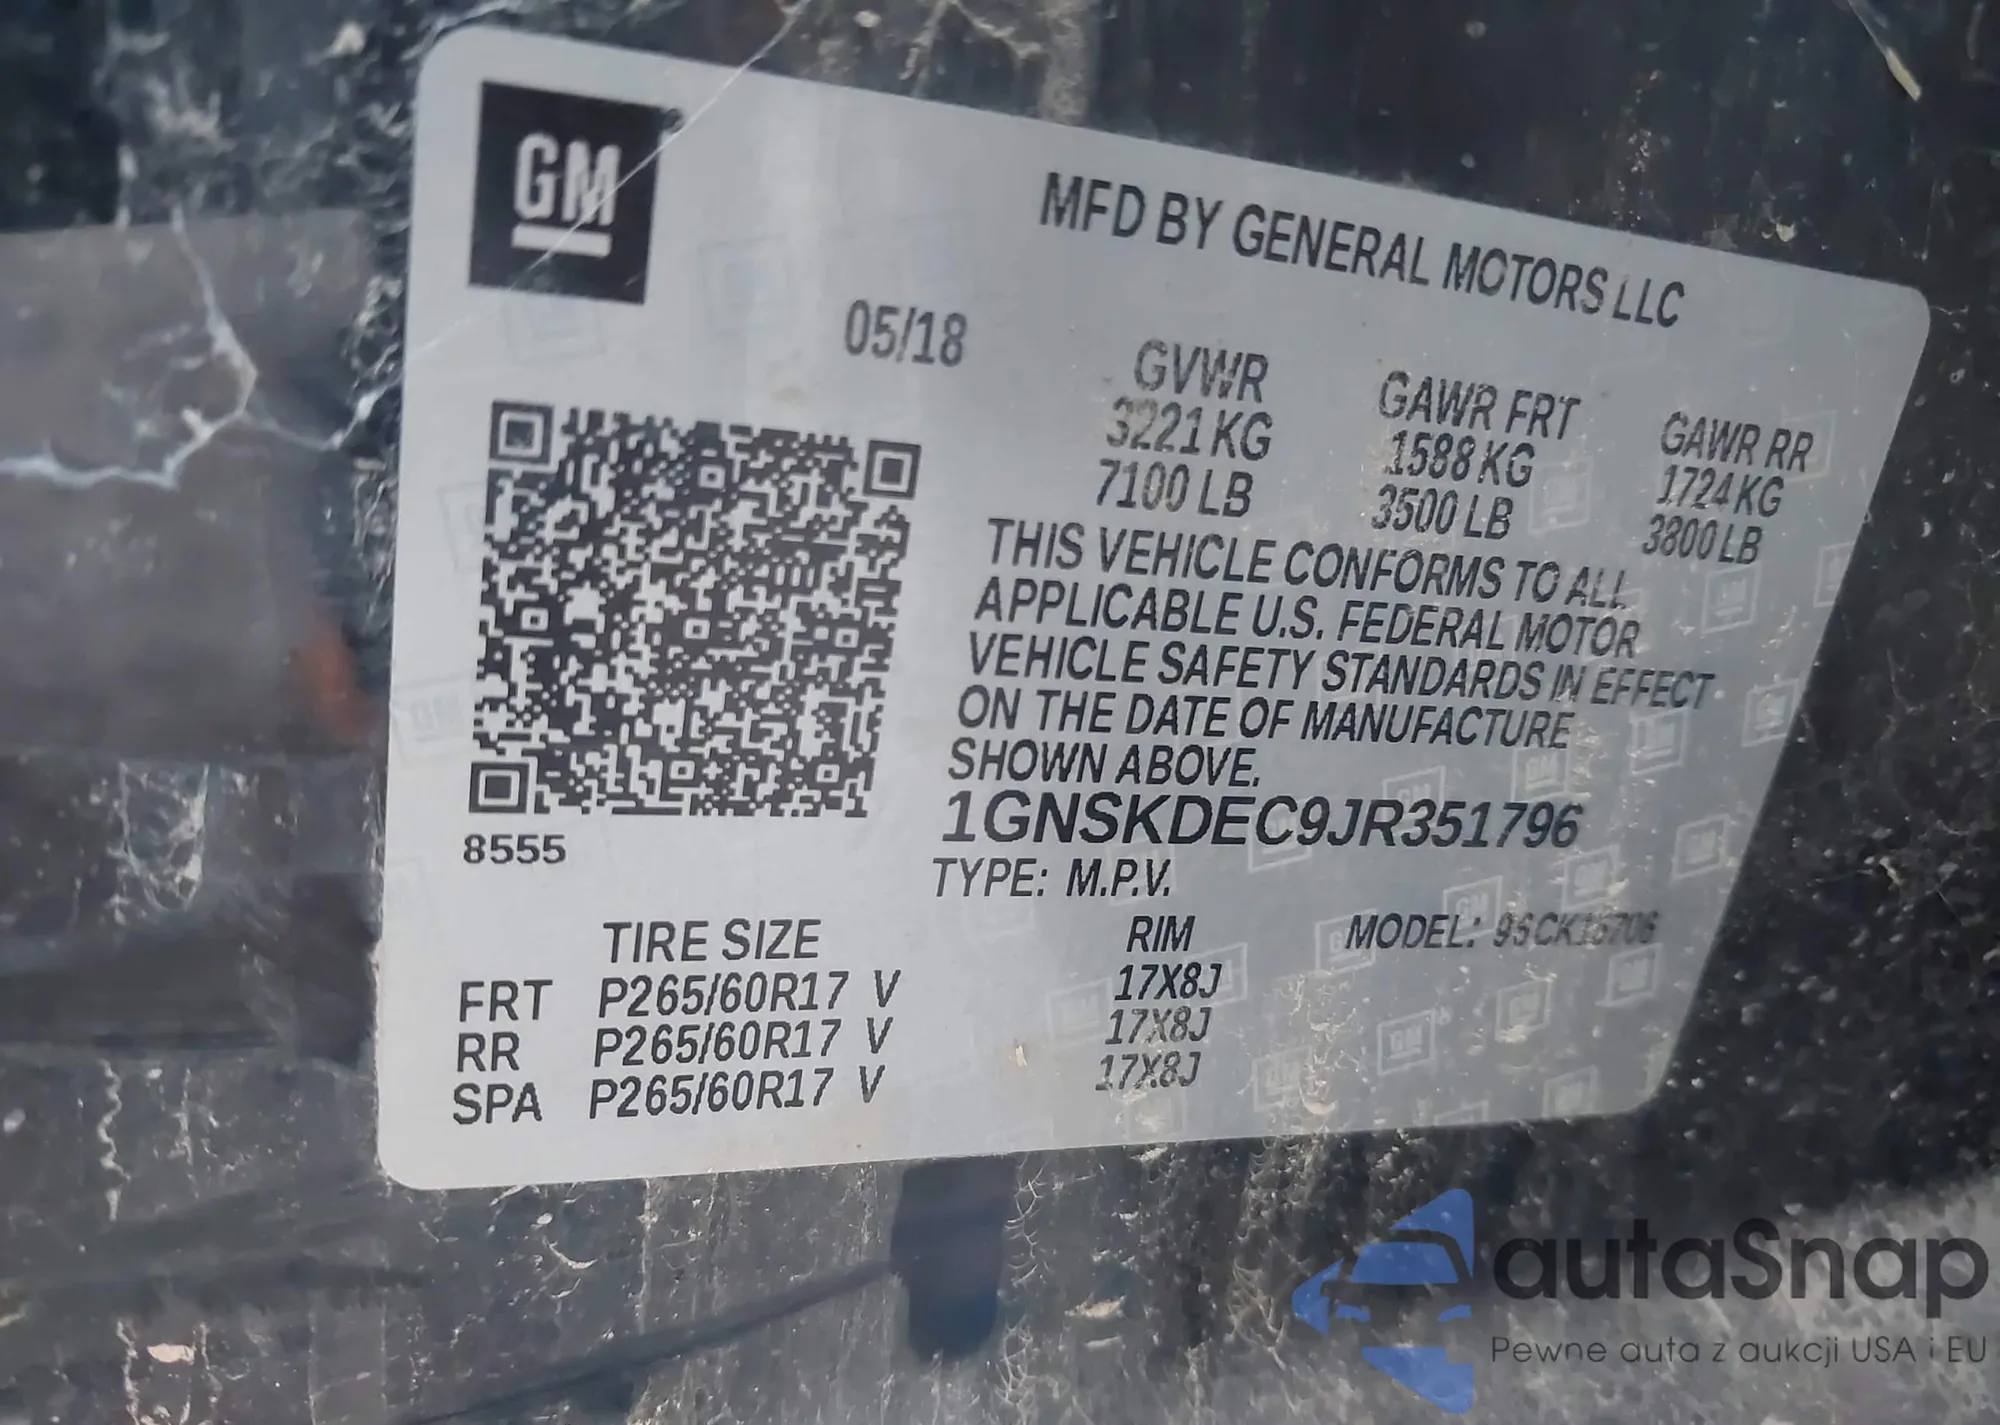 GM
MFD BY GENERAL MOTORS LLC
05/18
GVWR GAWR FRT GAWR RR
3221 KG 1588 KG 1724 KG
7100 LB 3500 LB 3800 LB
THIS VEHICLE CONFORMS TO ALL
APPLICABLE U.S. FEDERAL MOTOR
VEHICLE SAFETY STANDARDS IN EFFECT
ON THE DATE OF MANUFACTURE
SHOWN ABOVE.
1GNSKDEC9JR351796
8555
TYPE: M.P.V.
TIRE SIZE RIM MODEL:
FRT P265/60R17 V 17X8J
RR P265/60R17 V 17X8J
SPA P265/60R17 V 17X8J
autaSnap
Pewne auta z aukcji USA i EU